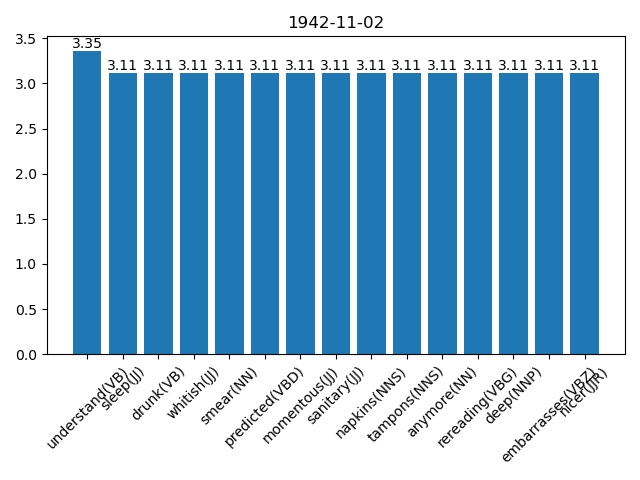 1942-11-02
3.35 3.11 3.11 3.11 3.11 3.11 3.11 3.11 3.11 3.11 3.11 3.11 3.11 3.11 3.11
3.5
3.0
2.5
2.0
1.5
1.0
0.5
0.0
understand(VB)
sleep(JJ)
drunk(VB)
whitish(JJ)
smear(NN)
predicted(VBD)
momentous(JJ)
sanitary(JJ)
napkins(NNS)
tampons(NNS)
anymore(NN)
rereading(VBG)
deep(NNP)
embarrasses(VBZ)
nicer(JJR)